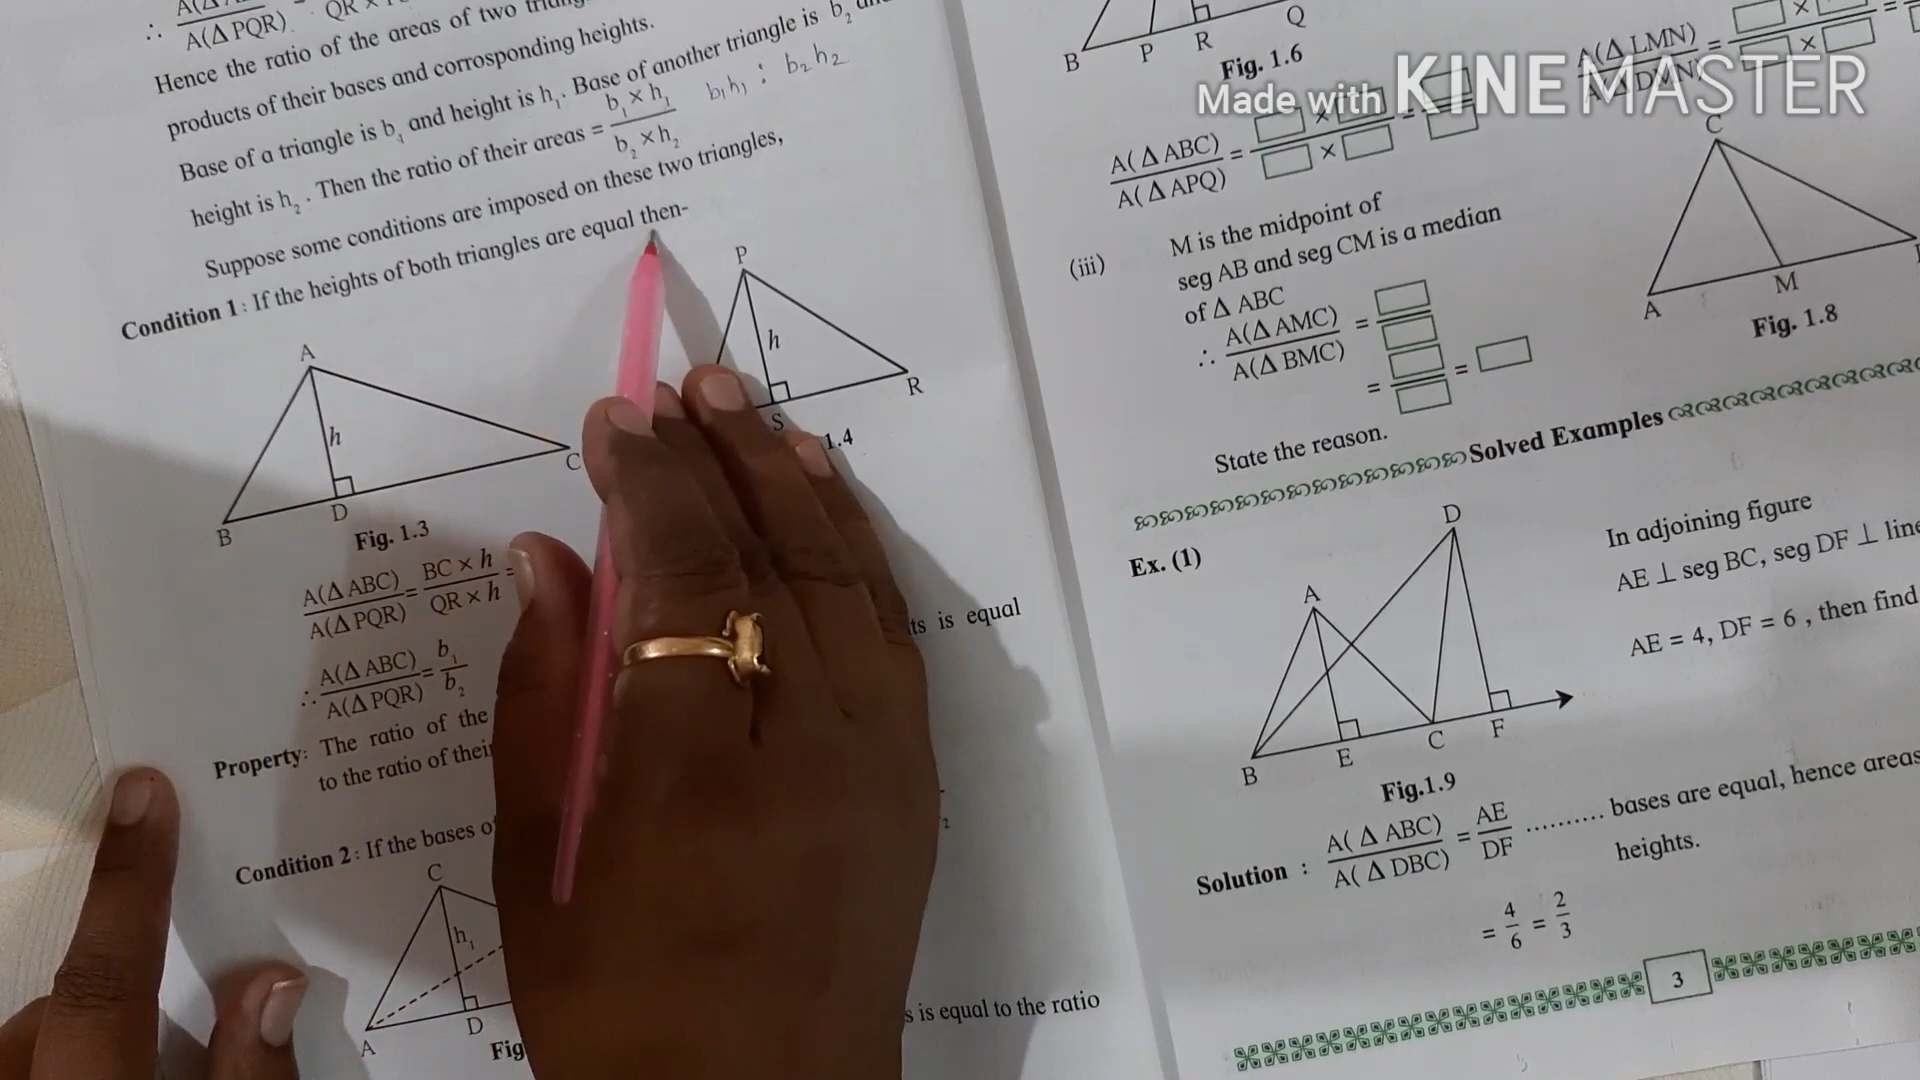 ∴ A(Δ PQR) QR ×
Hence the ratio of the areas of two
products of their bases and corrosponding heights.
Base of a triangle is b₁ and height is h₁. Base of another triangle is b₂
height is h₂. Then the ratio of their areas = b₁ × h₁ / b₂ × h₂ b₁h₁ : b₂h₂
Suppose some conditions are imposed on these two triangles,
Condition 1 : If the heights of both triangles are equal then-
A
h
B
D
C
Fig. 1.3
P
h
S
R
1.4
A(Δ ABC) / A(Δ PQR) = BC × h / QR × h =
∴ A(Δ ABC) / A(Δ PQR) = b₁ / b₂
Property: The ratio of the ts is equal
to the ratio of their
Condition 2 : If the bases
C
h₁
A
D
Fig
s is equal to the ratio
B P R Q
Fig. 1.6
A(Δ LMN) / A(Δ DMN) = □ × □ / □ × □ =
A(Δ ABC) / A(Δ APQ) = □ × □ / □ × □ = □ / □
(iii) M is the midpoint of
seg AB and seg CM is a median
of Δ ABC
∴ A(Δ AMC) / A(Δ BMC) = □ / □
= □ / □ = □
State the reason.
C
A
M
Fig. 1.8
Solved Examples
Ex. (1)
D
A
B
E
C
F
Fig.1.9
In adjoining figure
AE ⊥ seg BC, seg DF ⊥ line
AE = 4, DF = 6 , then find
Solution : A( Δ ABC) / A( Δ DBC) = AE / DF .......... bases are equal, hence areas
heights.
= 4 / 6 = 2 / 3
3
Made with KINEMASTER